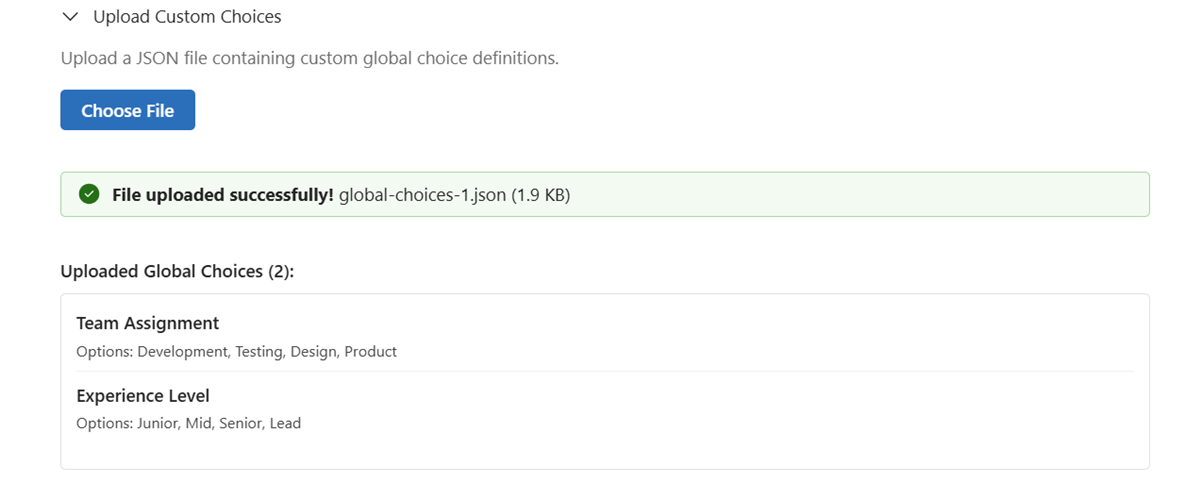 Upload Custom Choices
Upload a JSON file containing custom global choice definitions.
Choose File
File uploaded successfully! global-choices-1.json (1.9 KB)
Uploaded Global Choices (2):
Team Assignment
Options: Development, Testing, Design, Product
Experience Level
Options: Junior, Mid, Senior, Lead